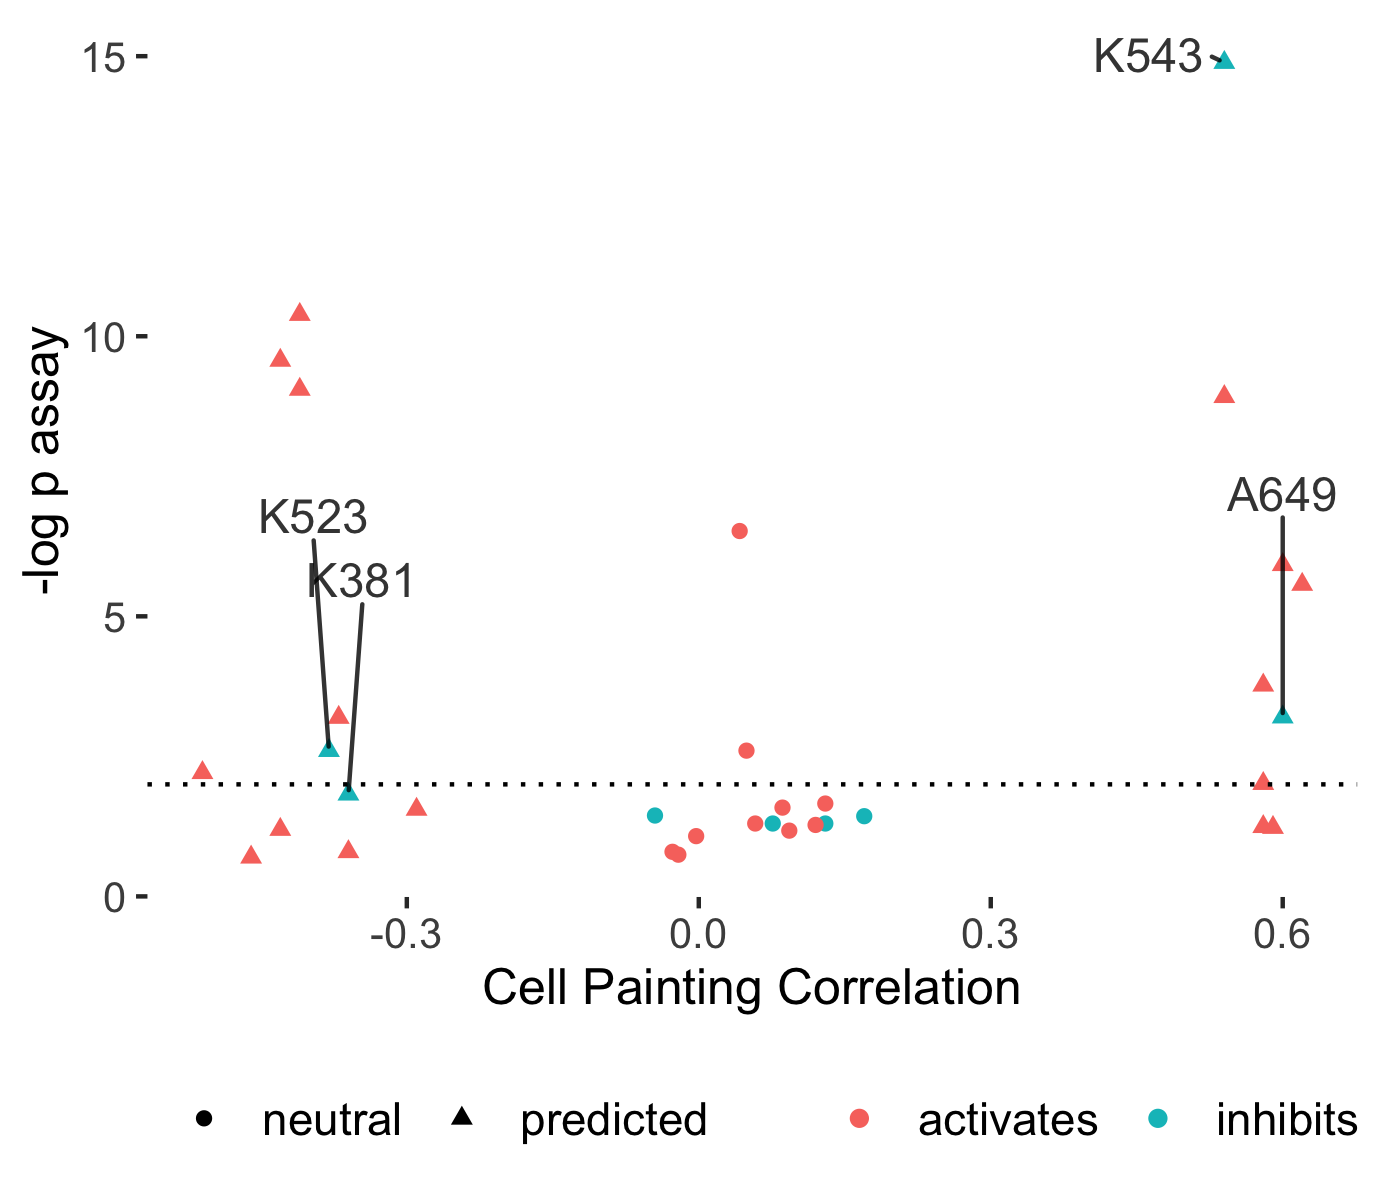 15
K543
10
-log p assay
K523
A649
K381
5
0
-0.3
0.0
0.3
0.6
Cell Painting Correlation
neutral
predicted
activates
inhibits